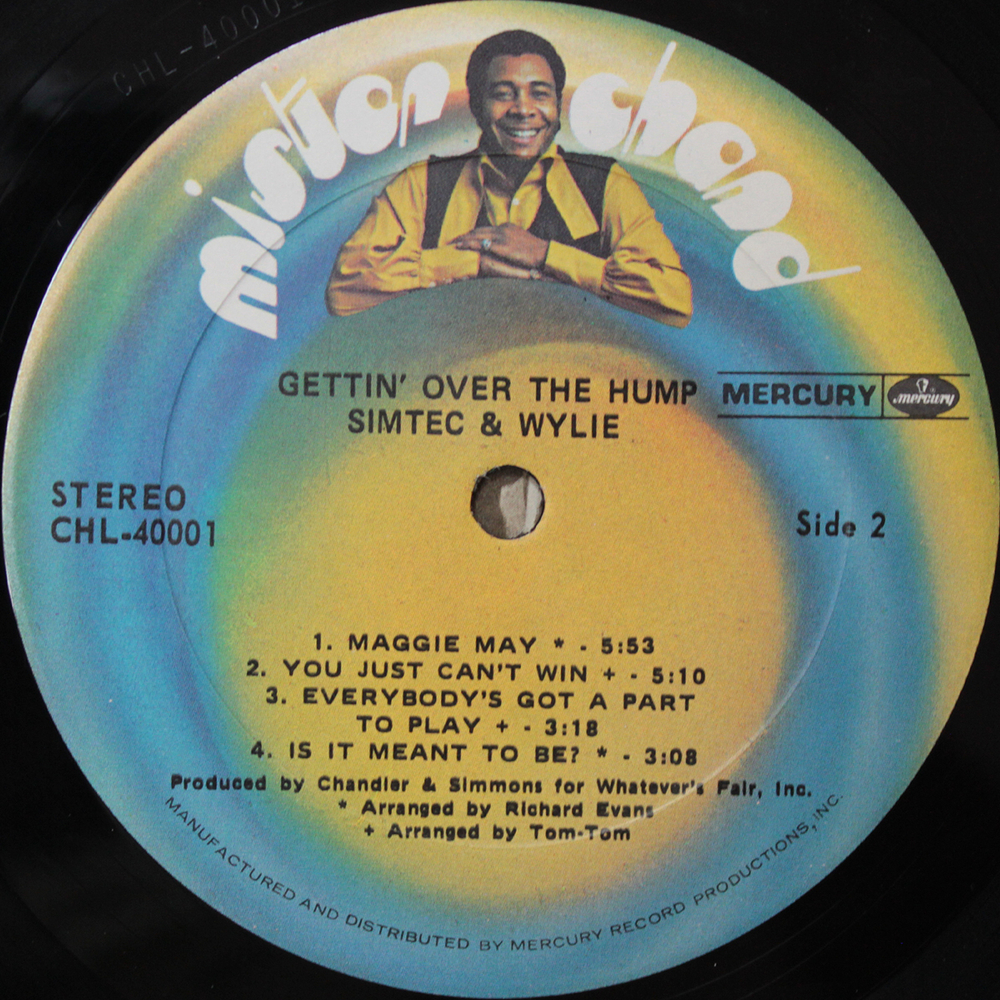 CHL-40001
mister chand
GETTIN' OVER THE HUMP
SIMTEC & WYLIE
MERCURY
mercury
STEREO
CHL-40001
Side 2
1. MAGGIE MAY * - 5:53
2. YOU JUST CAN'T WIN + - 5:10
3. EVERYBODY'S GOT A PART
TO PLAY + - 3:18
4. IS IT MEANT TO BE? * - 3:08
Produced by Chandler & Simmons for Whatever's Fair, Inc.
* Arranged by Richard Evans
+ Arranged by Tom-Tom
MANUFACTURED AND DISTRIBUTED BY MERCURY RECORD PRODUCTIONS, INC.